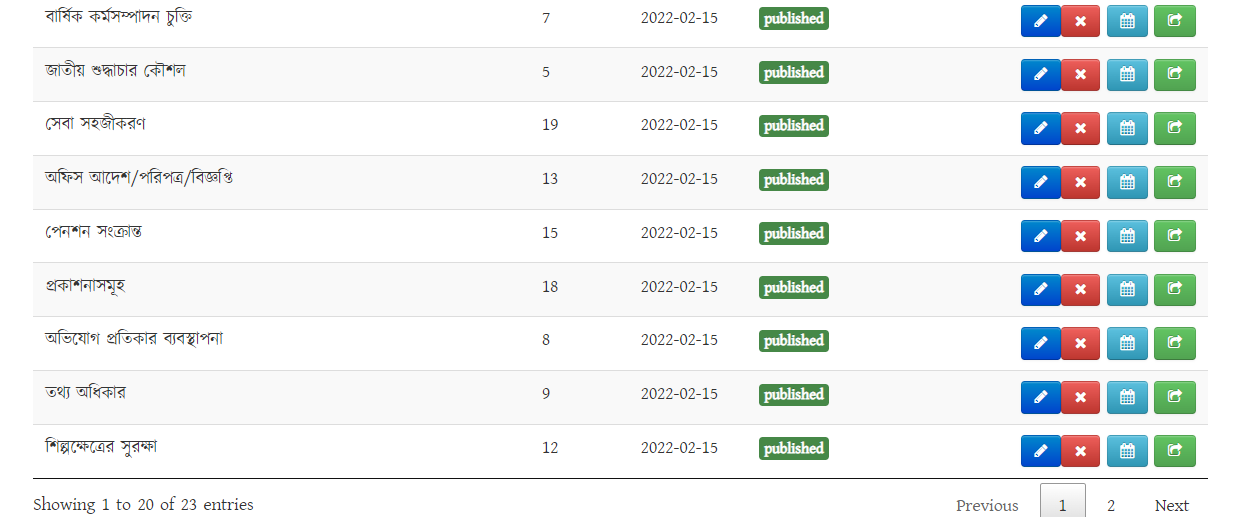 বার্ষিক কর্মসম্পাদন চুক্তি 7 2022-02-15 published
জাতীয় শুদ্ধাচার কৌশল 5 2022-02-15 published
সেবা সহজীকরণ 19 2022-02-15 published
অফিস আদেশ/পরিপত্র/বিজ্ঞপ্তি 13 2022-02-15 published
পেনশন সংক্রান্ত 15 2022-02-15 published
প্রকাশনাসমূহ 18 2022-02-15 published
অভিযোগ প্রতিকার ব্যবস্থাপনা 8 2022-02-15 published
তথ্য অধিকার 9 2022-02-15 published
শিল্পক্ষেত্রের সুরক্ষা 12 2022-02-15 published
Showing 1 to 20 of 23 entries Previous 1 2 Next